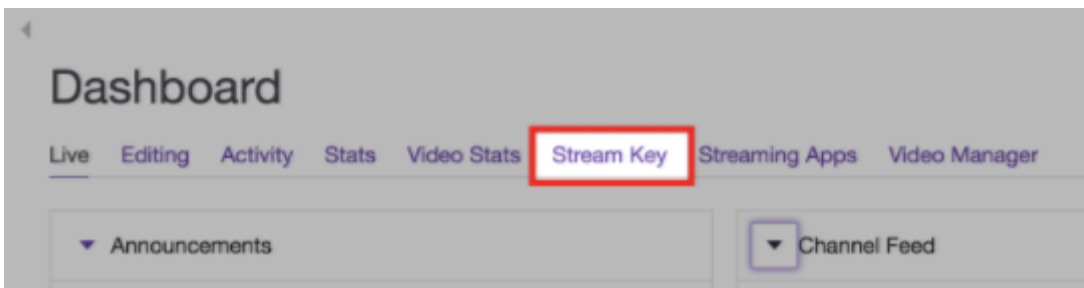 Dashboard
Live Editing Activity Stats Video Stats Stream Key Streaming Apps Video Manager
Announcements Channel Feed